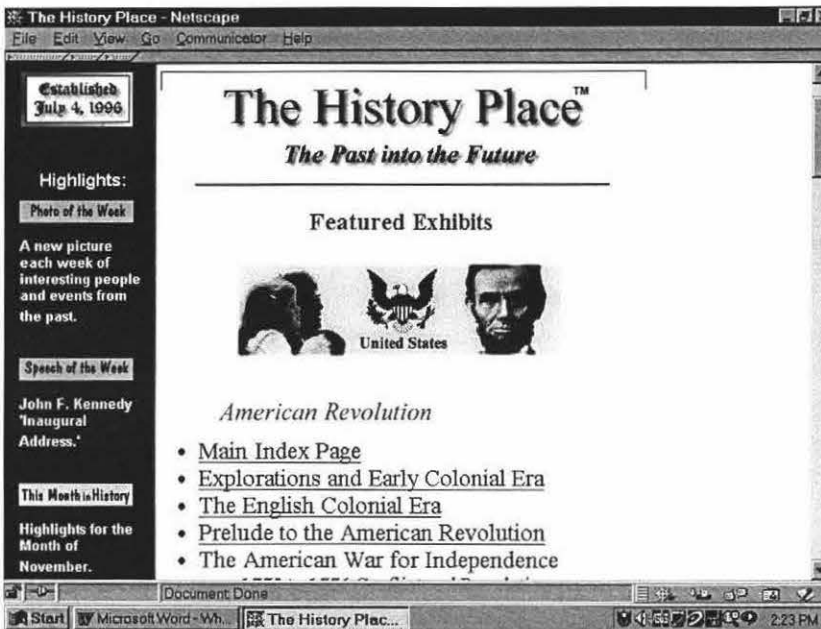 The History Place - Netscape
File Edit View Go Communicator Help
Established
July 4, 1996
Highlights:
Photo of the Week
A new picture
each week of
interesting people
and events from
the past.
Speech of the Week
John F. Kennedy
'Inaugural
Address.'
This Month in History
Highlights for the
Month of
November.
The History Place™
The Past into the Future
Featured Exhibits
United States
American Revolution
• Main Index Page
• Explorations and Early Colonial Era
• The English Colonial Era
• Prelude to the American Revolution
• The American War for Independence
Document Done
Start Microsoft Word - Wh... The History Plac... 2:23 PM